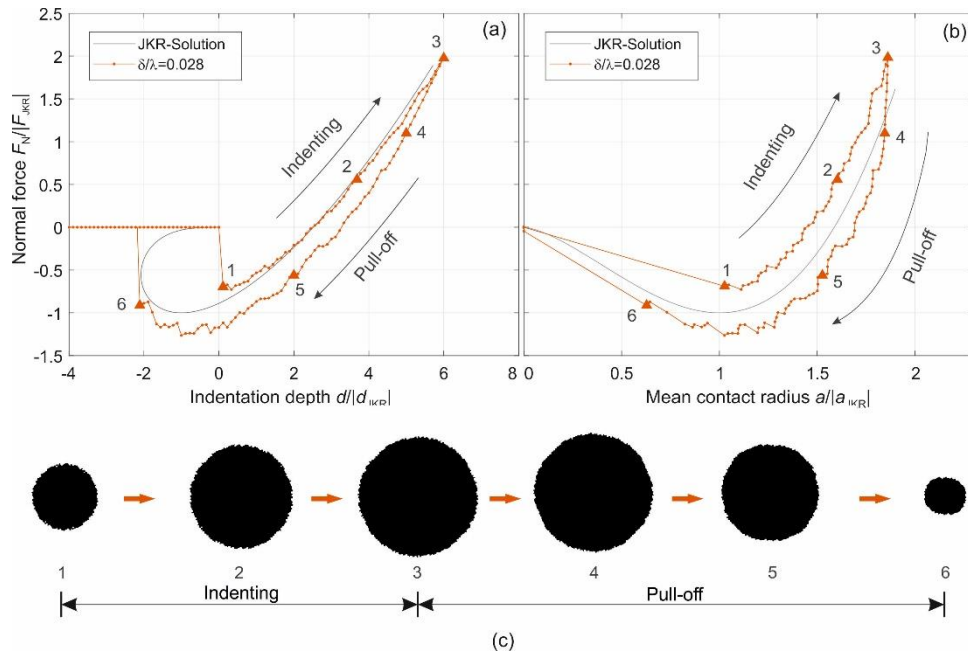 (a)
JKR-Solution
δ/λ=0.028
Indenting
Pull-off
1
2
3
4
5
6
Normal force F_N/|F_JKR|
2.5
2
1.5
1
0.5
0
-0.5
-1
-1.5
-4
-2
0
2
4
6
8
Indentation depth d/|d_JKR|
(b)
JKR-Solution
δ/λ=0.028
Indenting
Pull-off
1
2
3
4
5
6
0
0.5
1
1.5
2
Mean contact radius a/|a_JKR|
1
2
3
4
5
6
Indenting
Pull-off
(c)